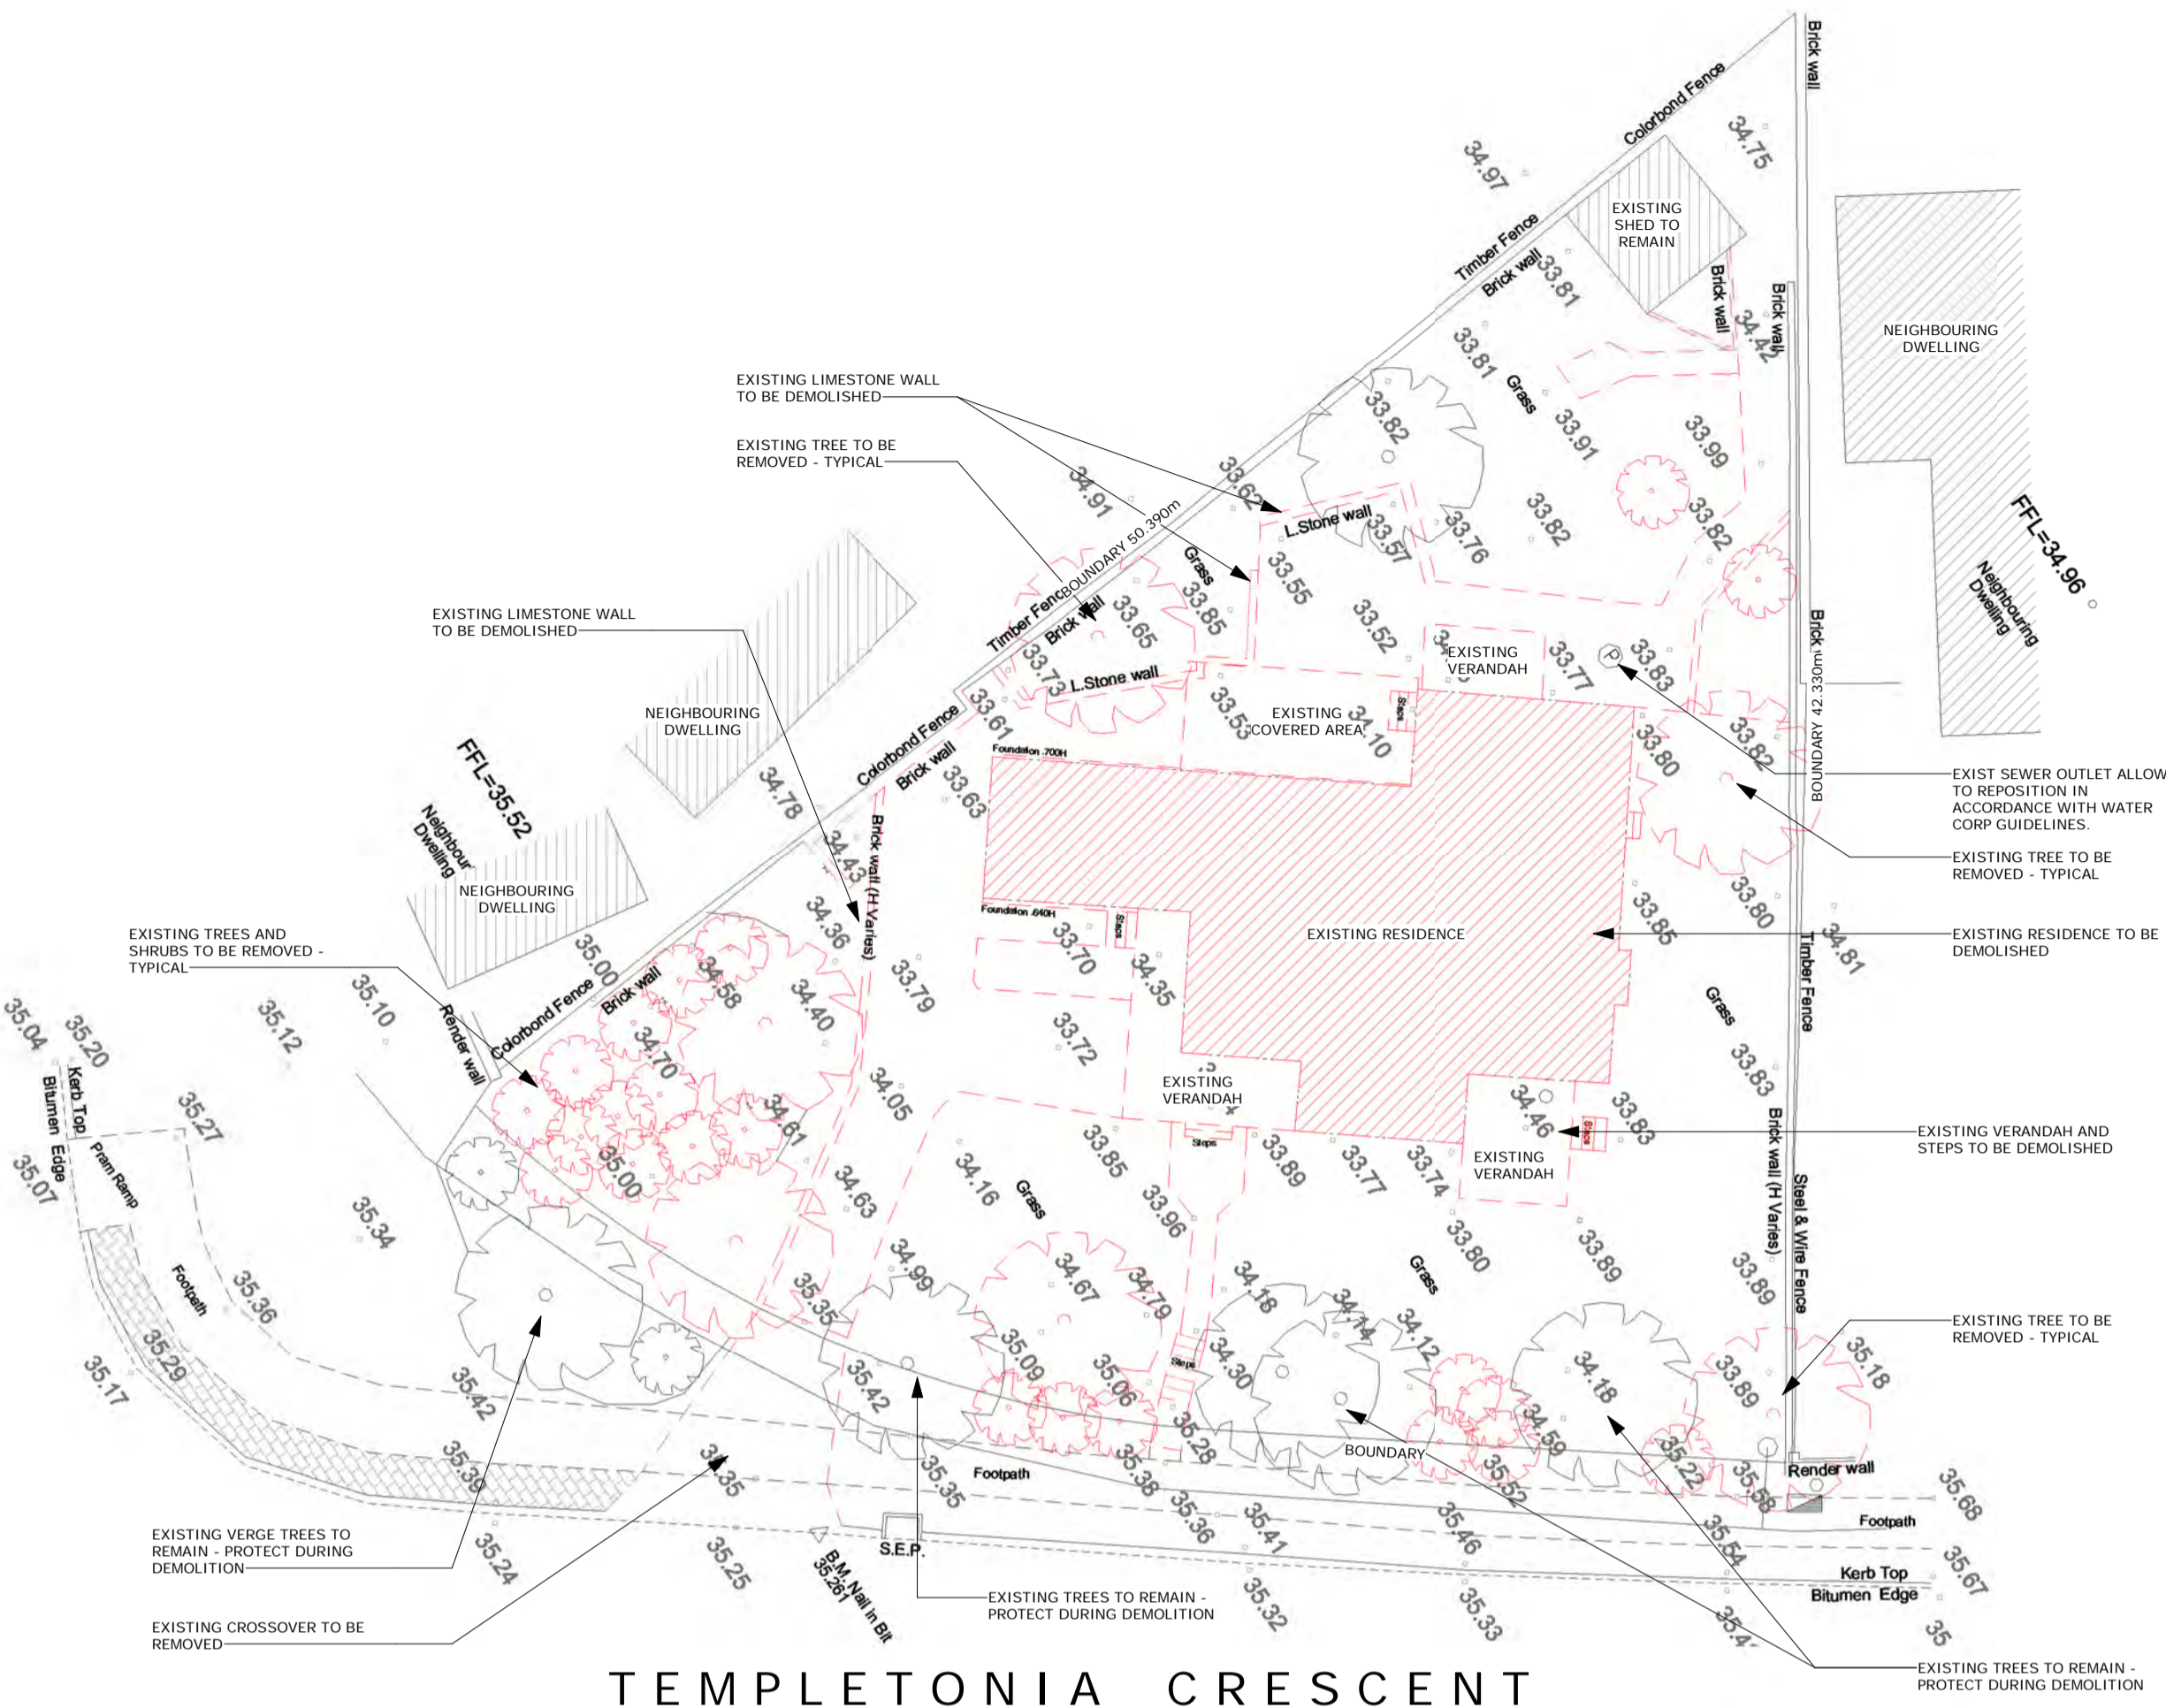 Brick wall
Colorbond Fence
34.75
34.97
EXISTING
SHED TO
REMAIN
Timber Fence
Brick wall
33.81
Brick wall
Brick wall
34.42
NEIGHBOURING
DWELLING
33.81
Grass
EXISTING LIMESTONE WALL
TO BE DEMOLISHED
33.82
33.91
33.99
EXISTING TREE TO BE
REMOVED - TYPICAL
34.91
33.62
BOUNDARY 50.390m
L.Stone wall
33.57
33.76
33.82
33.82
FFL=34.96
Neighbouring
Dwelling
Grass
33.55
Timber Fence
Brick wall
33.65
33.85
33.52
EXISTING LIMESTONE WALL
TO BE DEMOLISHED
EXISTING
VERANDAH
33.77
33.83
Brick wall
BOUNDARY 42.330m
33.73
L.Stone wall
33.61
33.53
EXISTING
COVERED AREA
34.10
Steps
NEIGHBOURING
DWELLING
Colorbond Fence
Brick wall
Foundation .700H
33.80
33.82
FFL=35.52
Neighbour
Dwelling
34.78
33.63
EXIST SEWER OUTLET ALLOW
TO REPOSITION IN
ACCORDANCE WITH WATER
CORP GUIDELINES.
EXISTING TREE TO BE
REMOVED - TYPICAL
34.43
Brick wall (H Varies)
NEIGHBOURING
DWELLING
34.36
Foundation .640H
Steps
33.70
34.35
EXISTING RESIDENCE
33.85
33.80
34.81
Timber Fence
EXISTING RESIDENCE TO BE
DEMOLISHED
EXISTING TREES AND
SHRUBS TO BE REMOVED -
TYPICAL
35.00
Brick wall
34.58
34.40
33.79
Colorbond Fence
Render wall
35.10
35.12
35.04
35.20
Kerb Top
Bitumen Edge
34.70
33.72
Grass
33.83
35.27
Pram Ramp
35.07
34.61
34.05
EXISTING
VERANDAH
Steps
34.46
33.83
Steps
EXISTING
VERANDAH
Brick wall (H Varies)
EXISTING VERANDAH AND
STEPS TO BE DEMOLISHED
35.00
34.63
34.16
Grass
33.85
33.96
33.89
33.77
33.74
33.80
33.89
33.89
Steel & Wire Fence
35.34
Footpath
35.36
34.99
35.35
34.67
34.79
34.18
34.14
34.12
Grass
EXISTING TREE TO BE
REMOVED - TYPICAL
35.29
35.17
35.42
35.42
35.09
35.06
Steps
34.30
34.18
33.89
35.18
35.39
35.35
35.35
Footpath
35.38
35.28
BOUNDARY
34.59
35.52
35.22
35.58
Render wall
35.68
35.36
35.41
35.46
35.54
Footpath
35.24
35.25
B.M. Nail in Bit
35.261
S.E.P.
35.32
35.33
Kerb Top
Bitumen Edge
35.67
35
EXISTING VERGE TREES TO
REMAIN - PROTECT DURING
DEMOLITION
EXISTING TREES TO REMAIN -
PROTECT DURING DEMOLITION
EXISTING CROSSOVER TO BE
REMOVED
EXISTING TREES TO REMAIN -
PROTECT DURING DEMOLITION
TEMPLETONIA CRESCENT